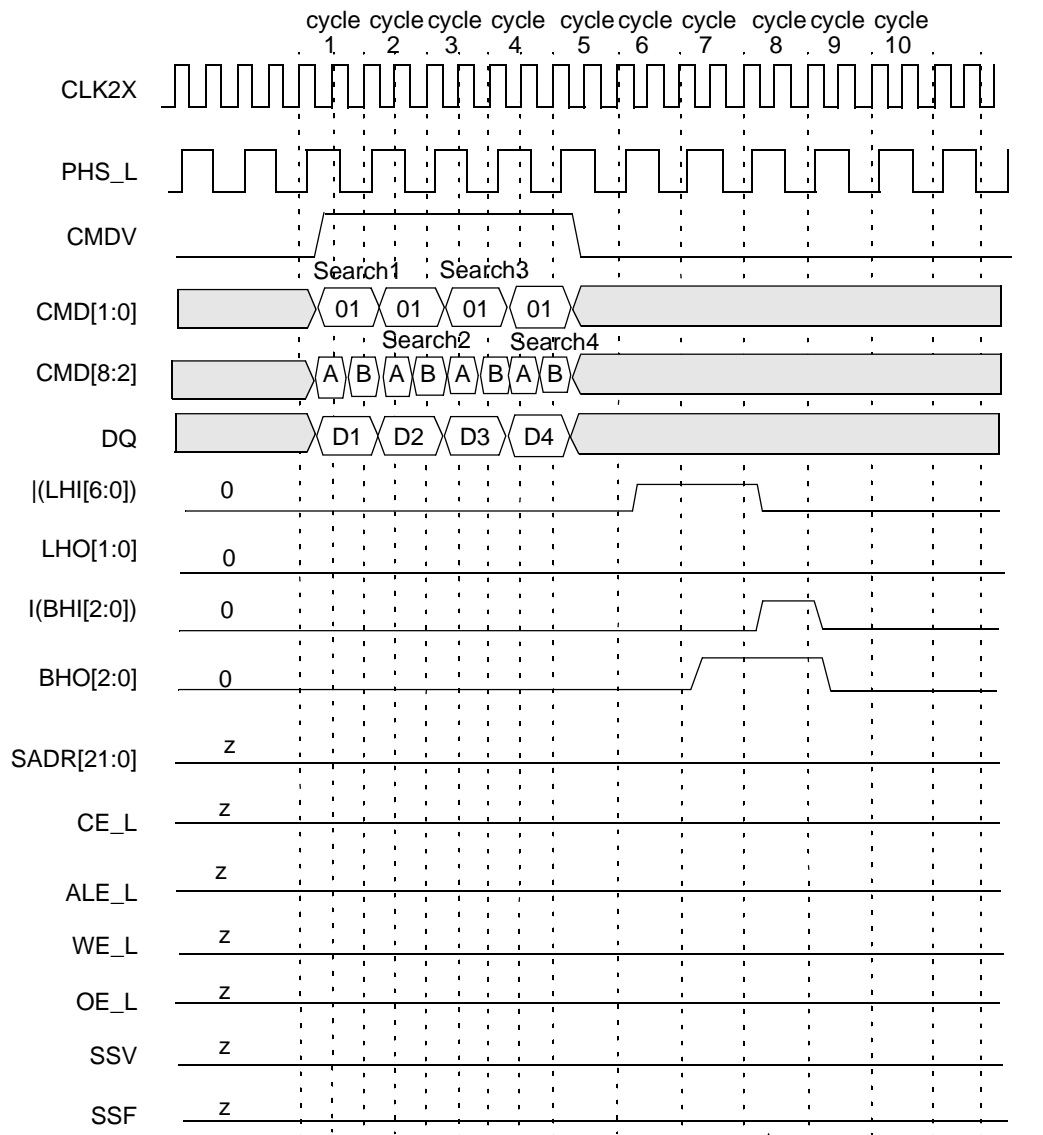 cycle cycle cycle cycle cycle cycle cycle cycle cycle cycle
1 2 3 4 5 6 7 8 9 10
CLK2X
PHS_L
CMDV
Search1 Search3
CMD[1:0] 01 01 01 01
Search2 Search4
CMD[8:2] A B A B A B A B
DQ D1 D2 D3 D4
|(LHI[6:0]) 0
LHO[1:0] 0
I(BHI[2:0]) 0
BHO[2:0] 0
SADR[21:0] z
CE_L z
ALE_L z
WE_L z
OE_L z
SSV z
SSF z